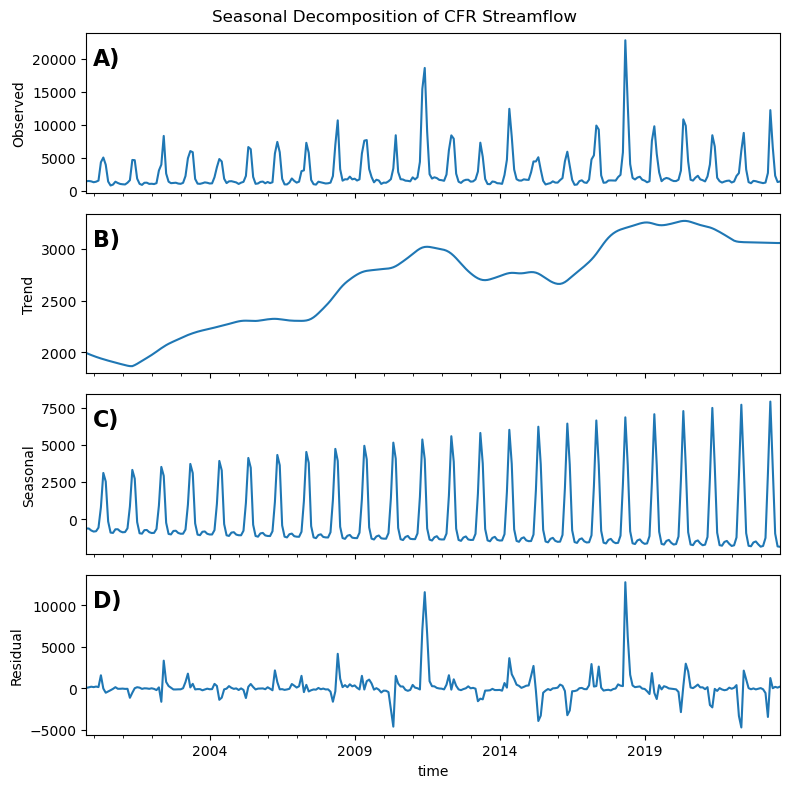 Seasonal Decomposition of CFR Streamflow
A)
Observed
20000
15000
10000
5000
0
B)
Trend
3000
2500
2000
C)
Seasonal
7500
5000
2500
0
D)
Residual
10000
5000
0
−5000
2004 2009 2014 2019
time